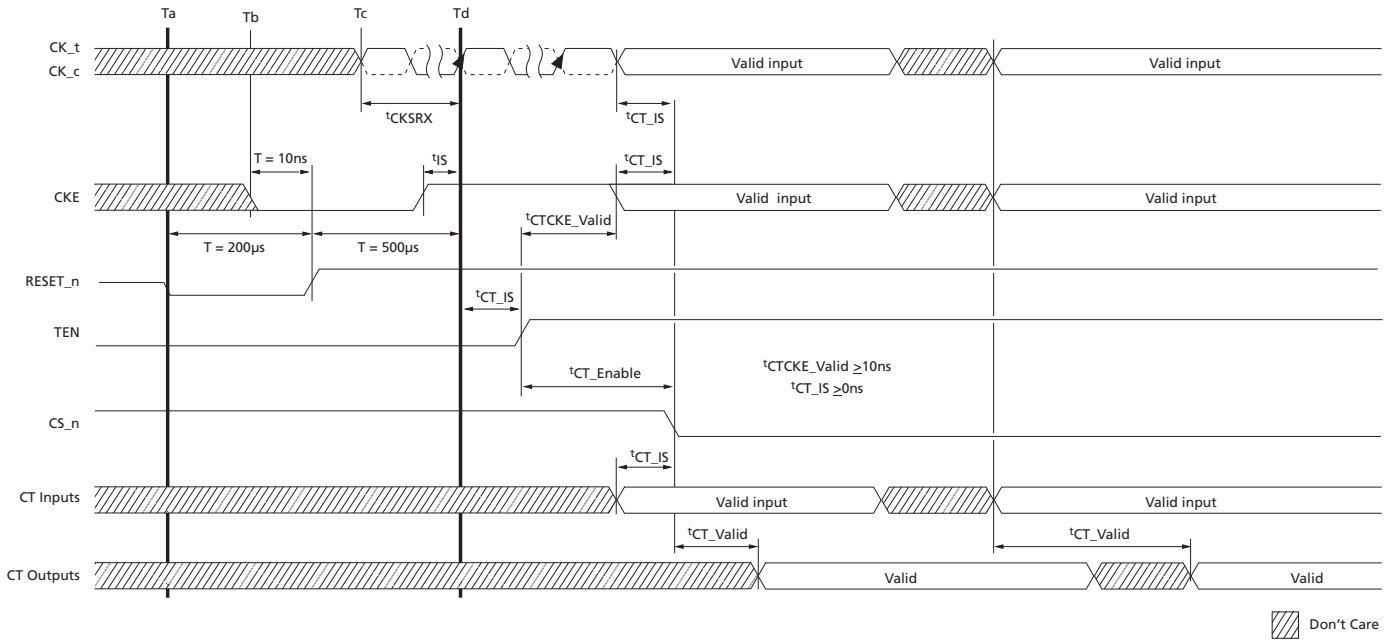 Ta Tb Tc Td
CK_t
CK_c
Valid input Valid input
tCKSRX tCT_IS
T = 10ns tIS tCT_IS
CKE Valid input Valid input
tCTCKE_Valid
T = 200µs T = 500µs
RESET_n
tCT_IS
TEN
tCT_Enable
tCTCKE_Valid ≥10ns
tCT_IS ≥0ns
CS_n
tCT_IS
CT Inputs Valid input Valid input
tCT_Valid tCT_Valid
CT Outputs Valid Valid
Don't Care